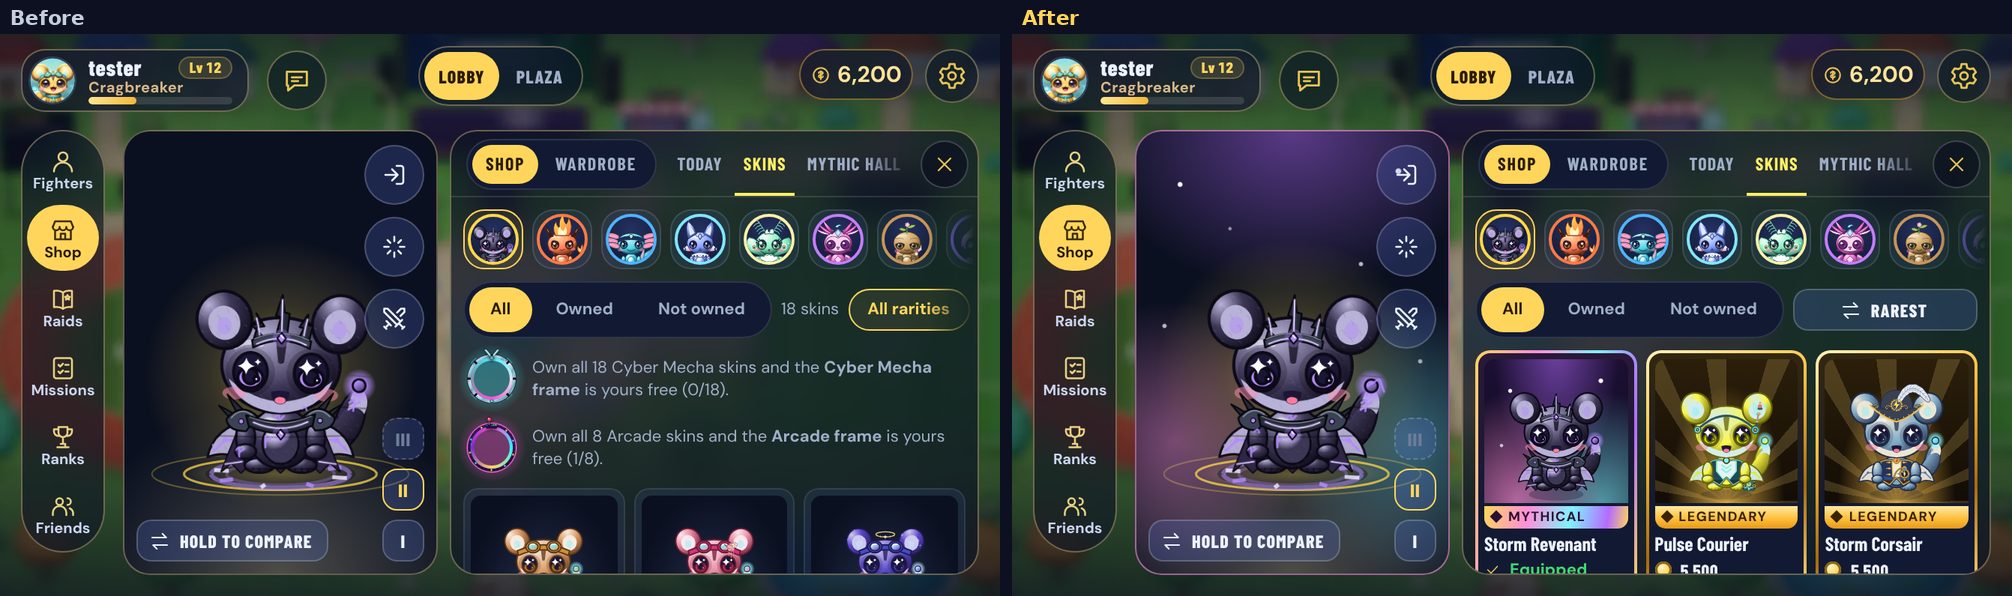 Before
tester
Lv 12
Cragbreaker
LOBBY
PLAZA
6,200
Fighters
Shop
Raids
Missions
Ranks
Friends
III
II
I
HOLD TO COMPARE
SHOP
WARDROBE
TODAY
SKINS
MYTHIC HALL
All
Owned
Not owned
18 skins
All rarities
Own all 18 Cyber Mecha skins and the Cyber Mecha
frame is yours free (0/18).
Own all 8 Arcade skins and the Arcade frame is yours
free (1/8).
After
tester
Lv 12
Cragbreaker
LOBBY
PLAZA
6,200
Fighters
Shop
Raids
Missions
Ranks
Friends
III
II
I
HOLD TO COMPARE
SHOP
WARDROBE
TODAY
SKINS
MYTHIC HALL
All
Owned
Not owned
RAREST
MYTHICAL
Storm Revenant
Equipped
LEGENDARY
Pulse Courier
5,500
LEGENDARY
Storm Corsair
5,500